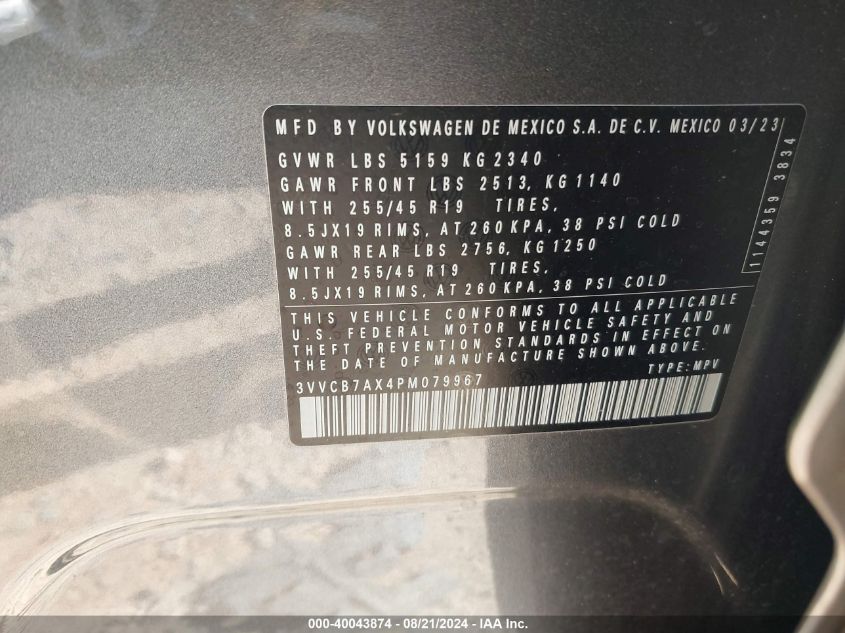 MFD BY VOLKSWAGEN DE MEXICO S.A. DE C.V. MEXICO 03/23
GVWR LBS 5159 KG 2340
GAWR FRONT LBS 2513, KG 1140
WITH 255/45 R19 TIRES,
8.5JX19 RIMS, AT 260 KPA, 38 PSI COLD
GAWR REAR LBS 2756, KG 1250
WITH 255/45 R19 TIRES,
8.5JX19 RIMS, AT 260 KPA, 38 PSI COLD
1144359 3834
THIS VEHICLE CONFORMS TO ALL APPLICABLE
U.S. FEDERAL MOTOR VEHICLE SAFETY AND
THEFT PREVENTION STANDARDS IN EFFECT ON
THE DATE OF MANUFACTURE SHOWN ABOVE.
TYPE: MPV
3VVCB7AX4PM079967
000-40043874 - 08/21/2024 - IAA Inc.